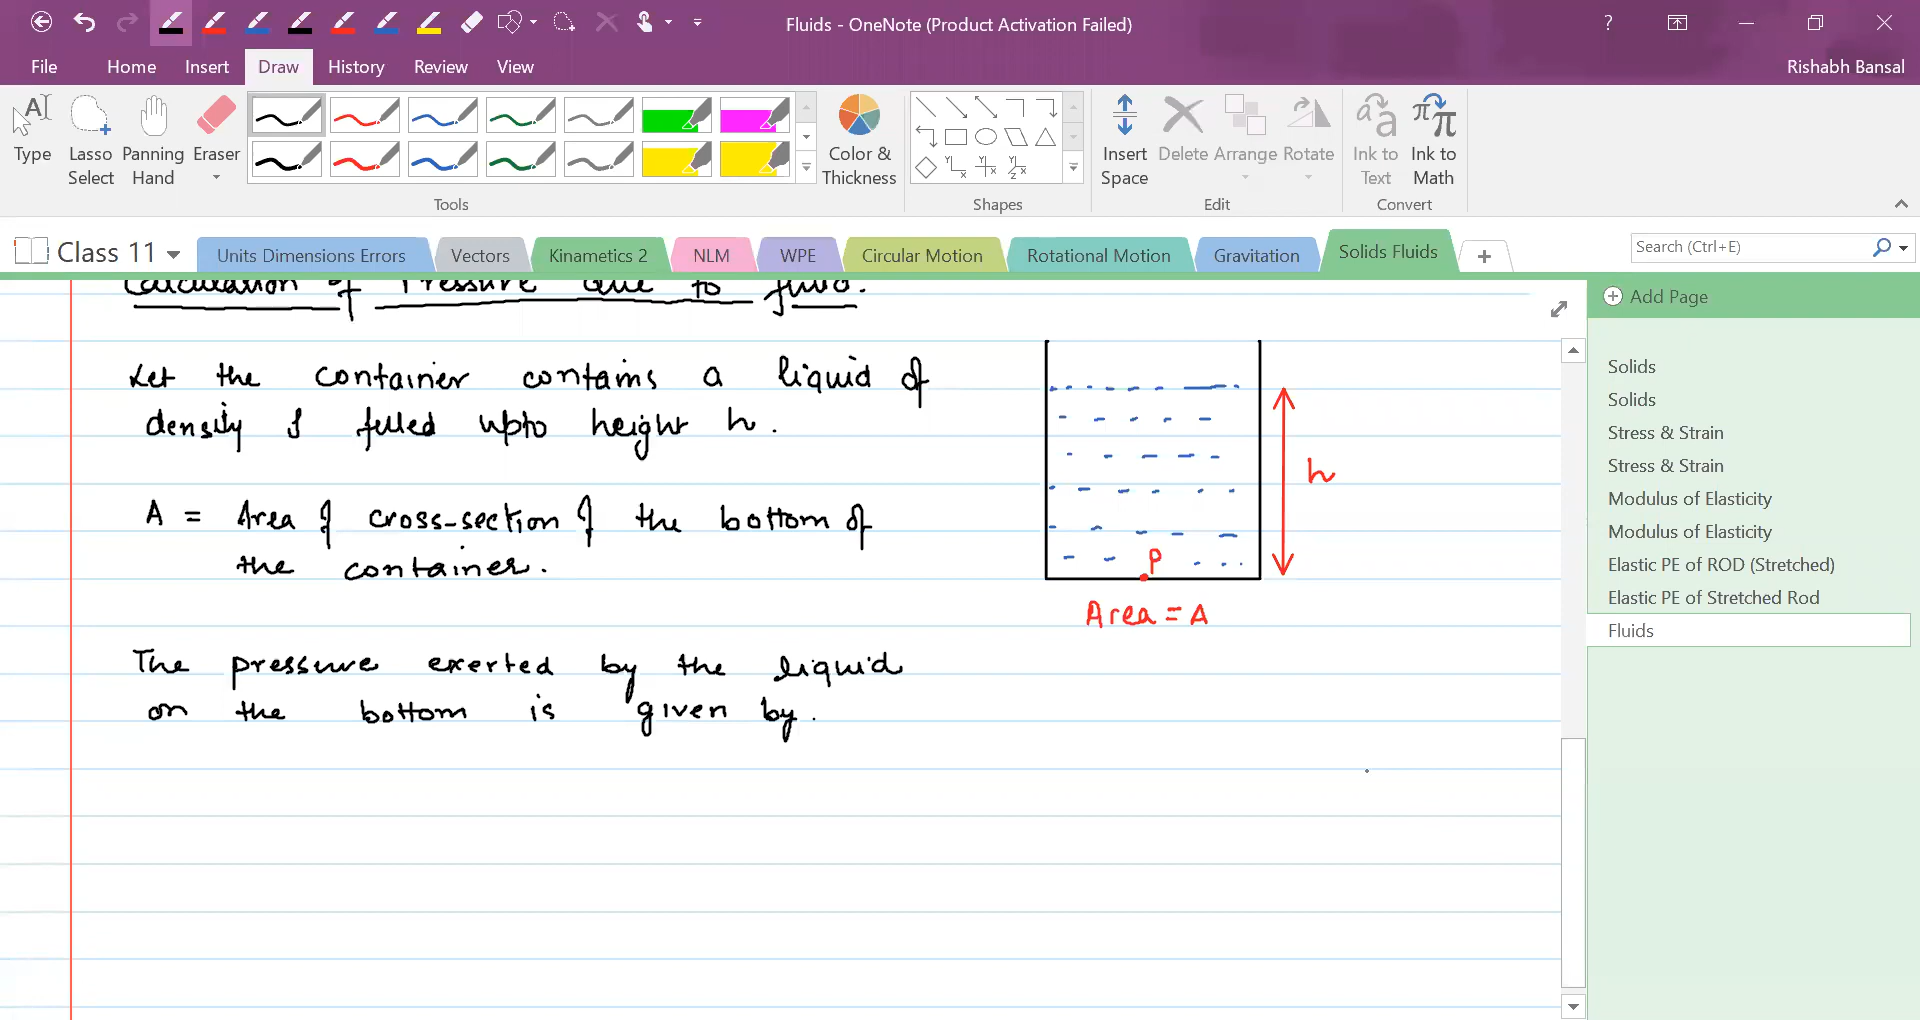 Fluids - OneNote (Product Activation Failed)
?
File Home Insert Draw History Review View
Rishabh Bansal
Type
Lasso Select
Panning Hand
Eraser
Color & Thickness
Insert Space
Delete
Arrange
Rotate
Ink to Text
Ink to Math
Tools
Shapes
Edit
Convert
Class 11
Units Dimensions Errors
Vectors
Kinametics 2
NLM
WPE
Circular Motion
Rotational Motion
Gravitation
Solids Fluids
Search (Ctrl+E)
Calculation of Pressure due to fluid.
Let the container contains a liquid of
density ρ filled upto height h.
A = Area of cross-section of the bottom of
the container.
The pressure exerted by the liquid
on the bottom is given by.
h
P
Area = A
Add Page
Solids
Solids
Stress & Strain
Stress & Strain
Modulus of Elasticity
Modulus of Elasticity
Elastic PE of ROD (Stretched)
Elastic PE of Stretched Rod
Fluids